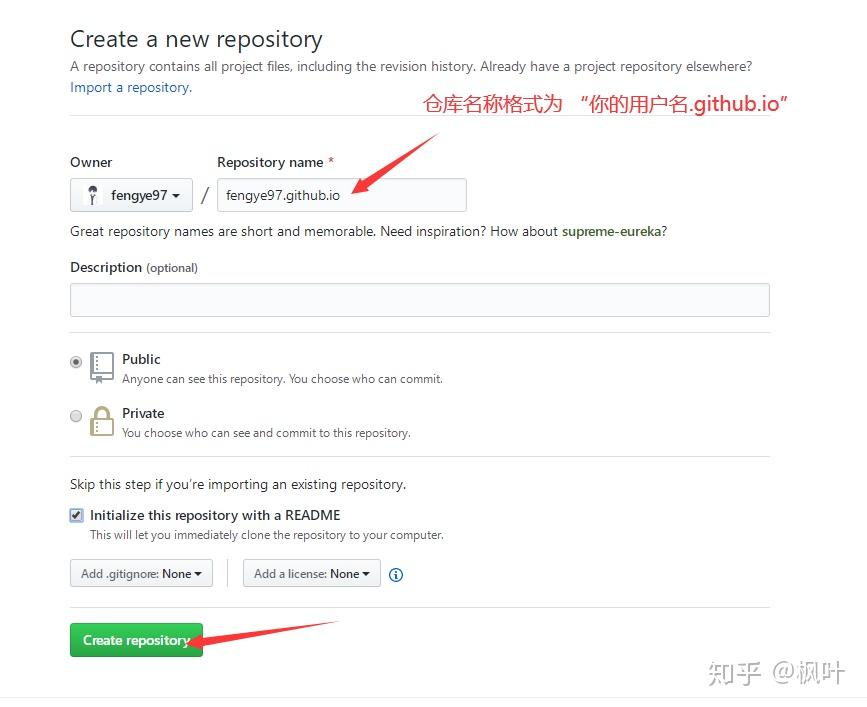 Create a new repository
A repository contains all project files, including the revision history. Already have a project repository elsewhere?
Import a repository.
仓库名称格式为 “你的用户名.github.io”
Owner
Repository name *
fengye97 / fengye97.github.io
Great repository names are short and memorable. Need inspiration? How about supreme-eureka?
Description (optional)
Public
Anyone can see this repository. You choose who can commit.
Private
You choose who can see and commit to this repository.
Skip this step if you’re importing an existing repository.
Initialize this repository with a README
This will let you immediately clone the repository to your computer.
Add .gitignore: None
Add a license: None
Create repository
知乎 @枫叶